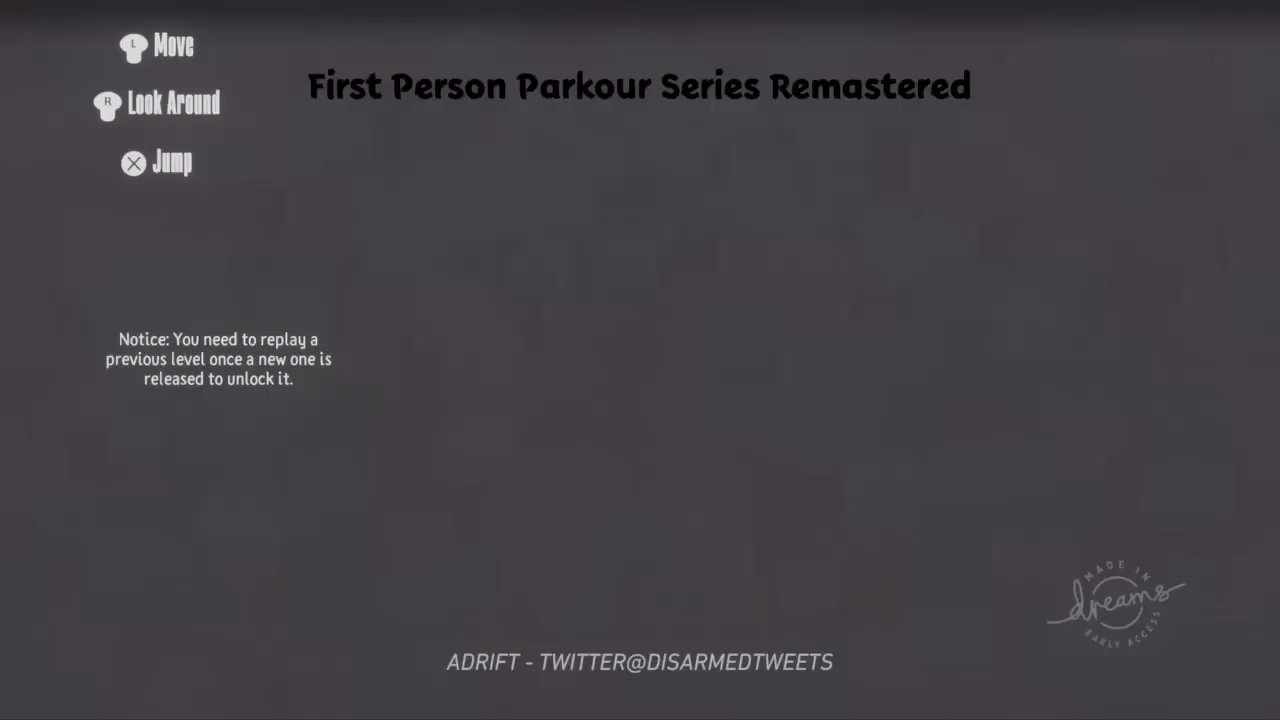 L Move
First Person Parkour Series Remastered
R Look Around
Jump
Notice: You need to replay a
previous level once a new one is
released to unlock it.
MADE IN
dreams
EARLY ACCESS
ADRIFT - TWITTER@DISARMEDTWEETS